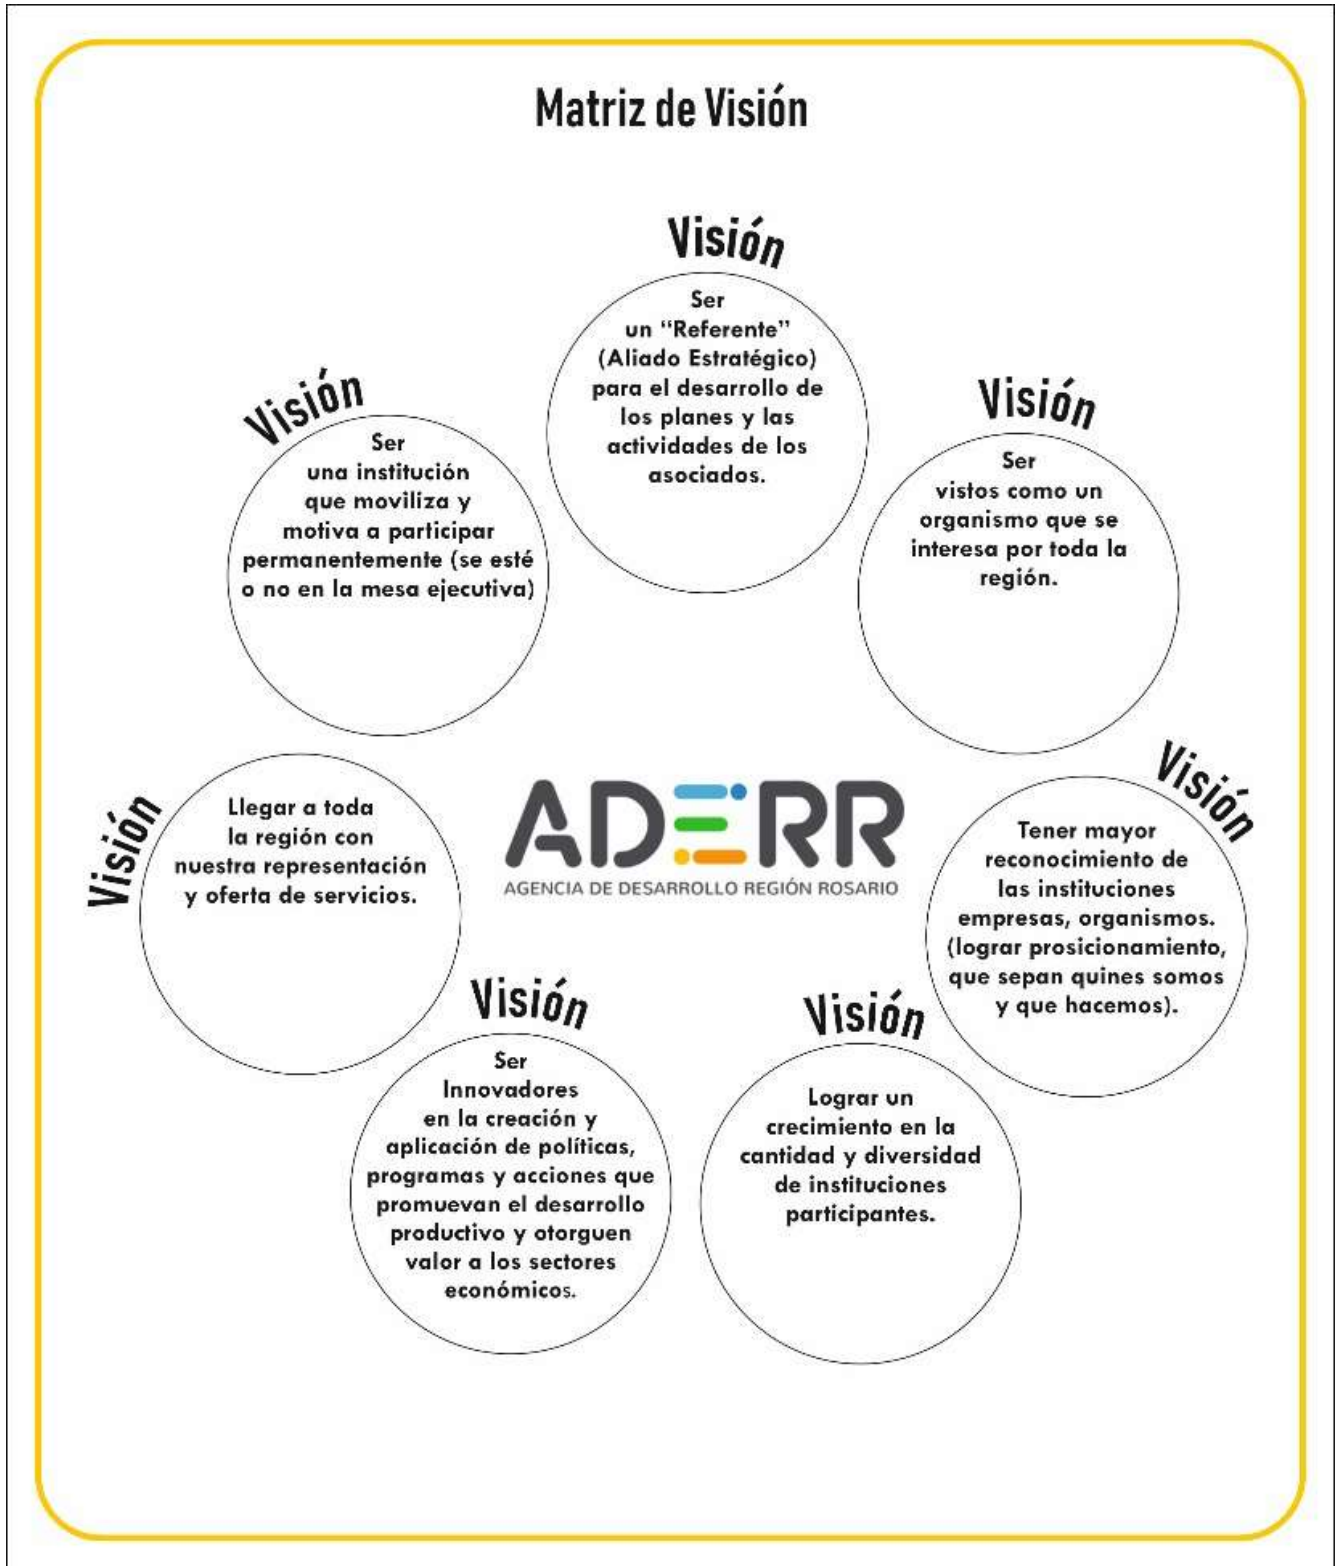 Matriz de Visión
Visión
Ser
un “Referente”
(Aliado Estratégico)
para el desarrollo de
los planes y las
actividades de los
asociados.
Visión
Ser
una institución
que moviliza y
motiva a participar
permanentemente (se esté
o no en la mesa ejecutiva)
Visión
Ser
vistos como un
organismo que se
interesa por toda la
región.
Visión
Llegar a toda
la región con
nuestra representación
y oferta de servicios.
ADERR
AGENCIA DE DESARROLLO REGIÓN ROSARIO
Visión
Tener mayor
reconocimiento de
las instituciones
empresas, organismos.
(lograr prosicionamiento,
que sepan quines somos
y que hacemos).
Visión
Ser
Innovadores
en la creación y
aplicación de políticas,
programas y acciones que
promuevan el desarrollo
productivo y otorguen
valor a los sectores
económicos.
Visión
Lograr un
crecimiento en la
cantidad y diversidad
de instituciones
participantes.